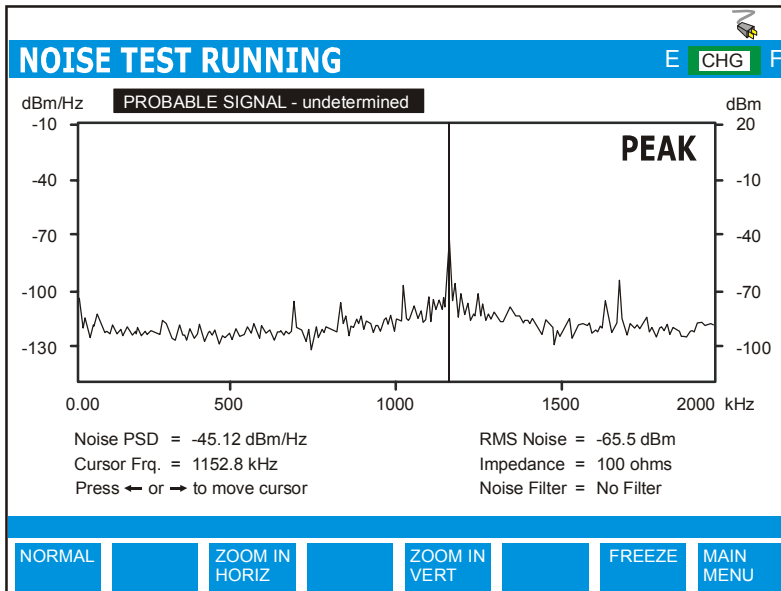 NOISE TEST RUNNING
E CHG F
dBm/Hz PROBABLE SIGNAL - undetermined dBm
PEAK
-10 20
-40 -10
-70 -40
-100 -70
-130 -100
0.00 500 1000 1500 2000 kHz
Noise PSD = -45.12 dBm/Hz RMS Noise = -65.5 dBm
Cursor Frq. = 1152.8 kHz Impedance = 100 ohms
Press ← or → to move cursor Noise Filter = No Filter
NORMAL ZOOM IN HORIZ ZOOM IN VERT FREEZE MAIN MENU